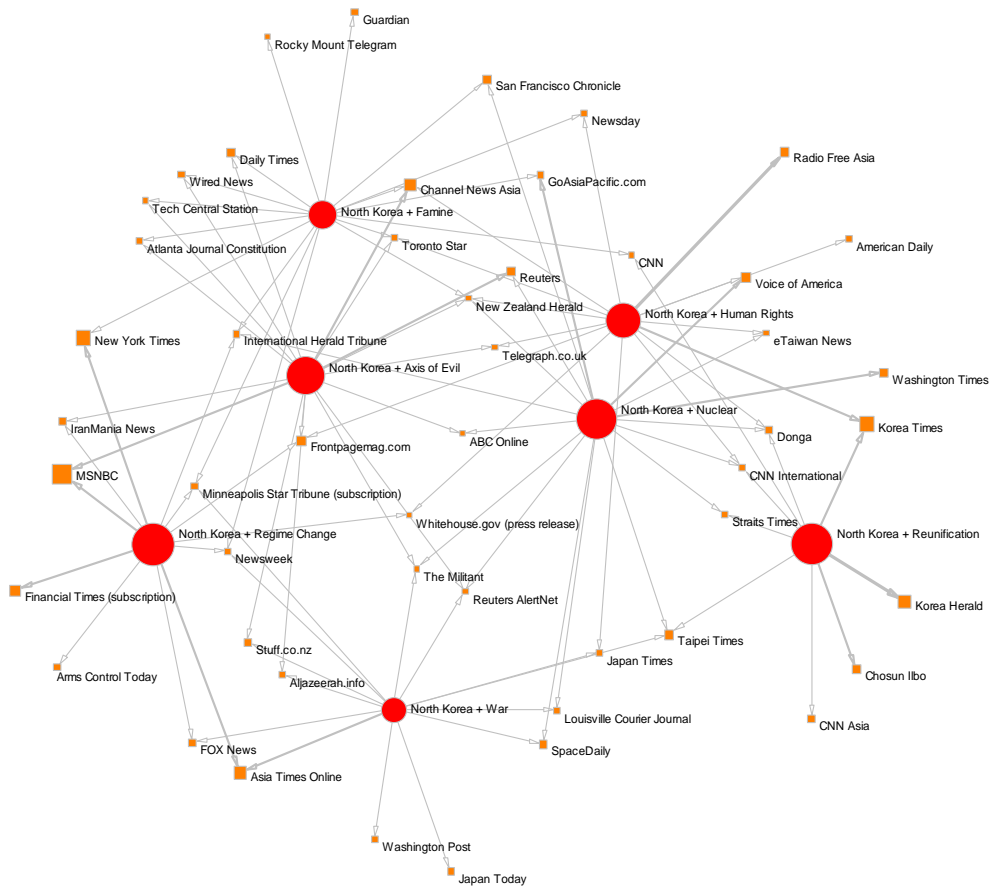 Guardian
Rocky Mount Telegram
San Francisco Chronicle
Newsday
Daily Times
Radio Free Asia
Wired News
Channel News Asia
GoAsiaPacific.com
Tech Central Station
North Korea + Famine
Atlanta Journal Constitution
Toronto Star
American Daily
CNN
Reuters
Voice of America
New Zealand Herald
North Korea + Human Rights
New York Times
International Herald Tribune
eTaiwan News
Telegraph.co.uk
North Korea + Axis of Evil
Washington Times
North Korea + Nuclear
IranMania News
Korea Times
Donga
ABC Online
Frontpagemag.com
MSNBC
CNN International
Minneapolis Star Tribune (subscription)
Whitehouse.gov (press release)
Straits Times
North Korea + Regime Change
North Korea + Reunification
Newsweek
The Militant
Financial Times (subscription)
Reuters AlertNet
Korea Herald
Taipei Times
Stuff.co.nz
Japan Times
Arms Control Today
Chosun Ilbo
Aljazeerah.info
North Korea + War
Louisville Courier Journal
CNN Asia
FOX News
SpaceDaily
Asia Times Online
Washington Post
Japan Today